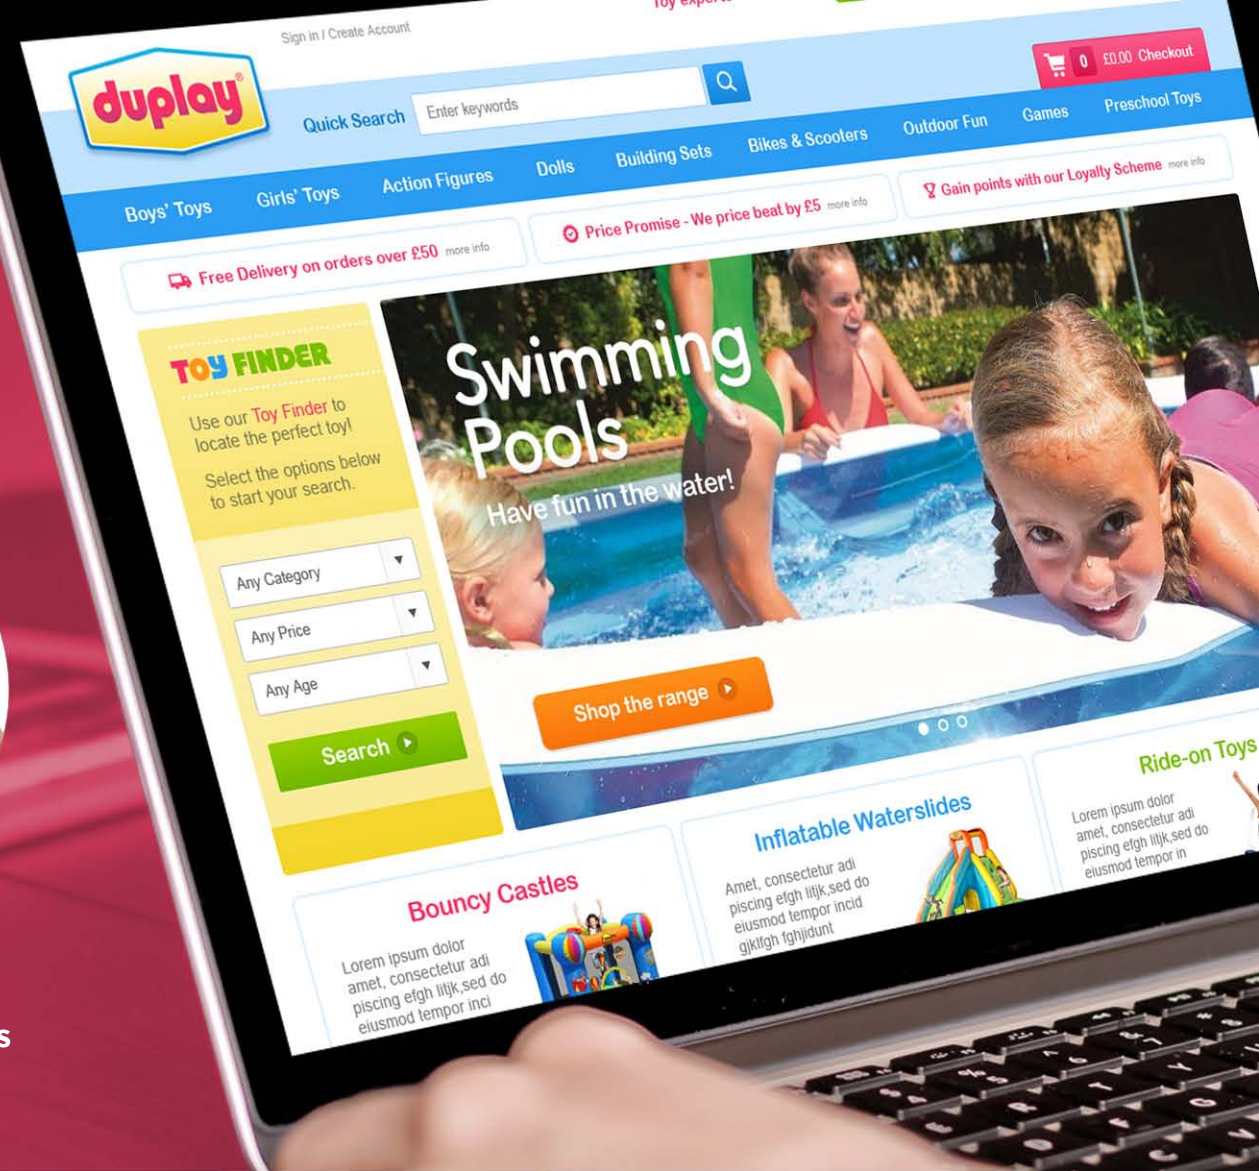 Sign in / Create Account
duplay®
Quick Search
Enter keywords
0 £0.00 Checkout
Boys' Toys
Girls' Toys
Action Figures
Dolls
Building Sets
Bikes & Scooters
Outdoor Fun
Games
Preschool Toys
Free Delivery on orders over £50 more info
Price Promise - We price beat by £5 more info
Gain points with our Loyalty Scheme more info
TOY FINDER
Use our Toy Finder to
locate the perfect toy!
Select the options below
to start your search.
Any Category
Any Price
Any Age
Search
Swimming
Pools
Have fun in the water!
Shop the range
Bouncy Castles
Lorem ipsum dolor
amet, consectetur adi
piscing efgh litjk,sed do
eiusmod tempor inci
Inflatable Waterslides
Amet, consectetur adi
piscing efgh litjk,sed do
eiusmod tempor incid
gjklfgh fghjidunt
Ride-on Toys
Lorem ipsum dolor
amet, consectetur adi
piscing efgh litjk,sed do
eiusmod tempor in
s